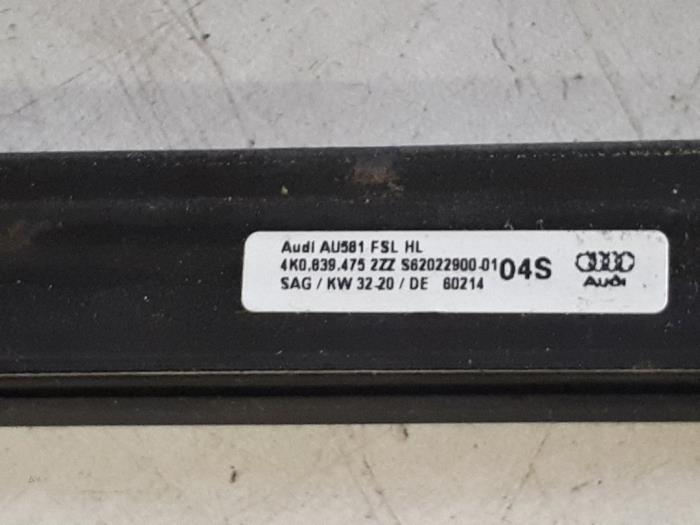 Audi AU581 FSL HL
4K0.839.475 2ZZ S62022900-01 04S
SAG / KW 32-20 / DE 60214
Audi